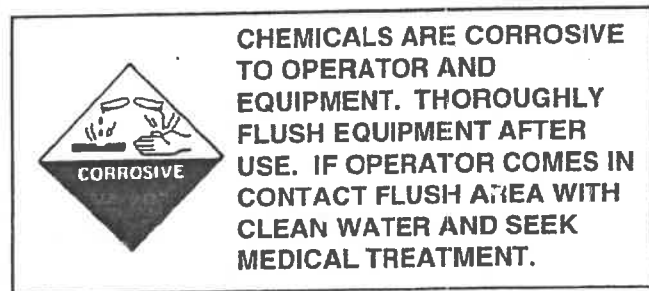 CHEMICALS ARE CORROSIVE
TO OPERATOR AND
EQUIPMENT. THOROUGHLY
FLUSH EQUIPMENT AFTER
USE. IF OPERATOR COMES IN
CONTACT FLUSH AREA WITH
CLEAN WATER AND SEEK
MEDICAL TREATMENT.
CORROSIVE